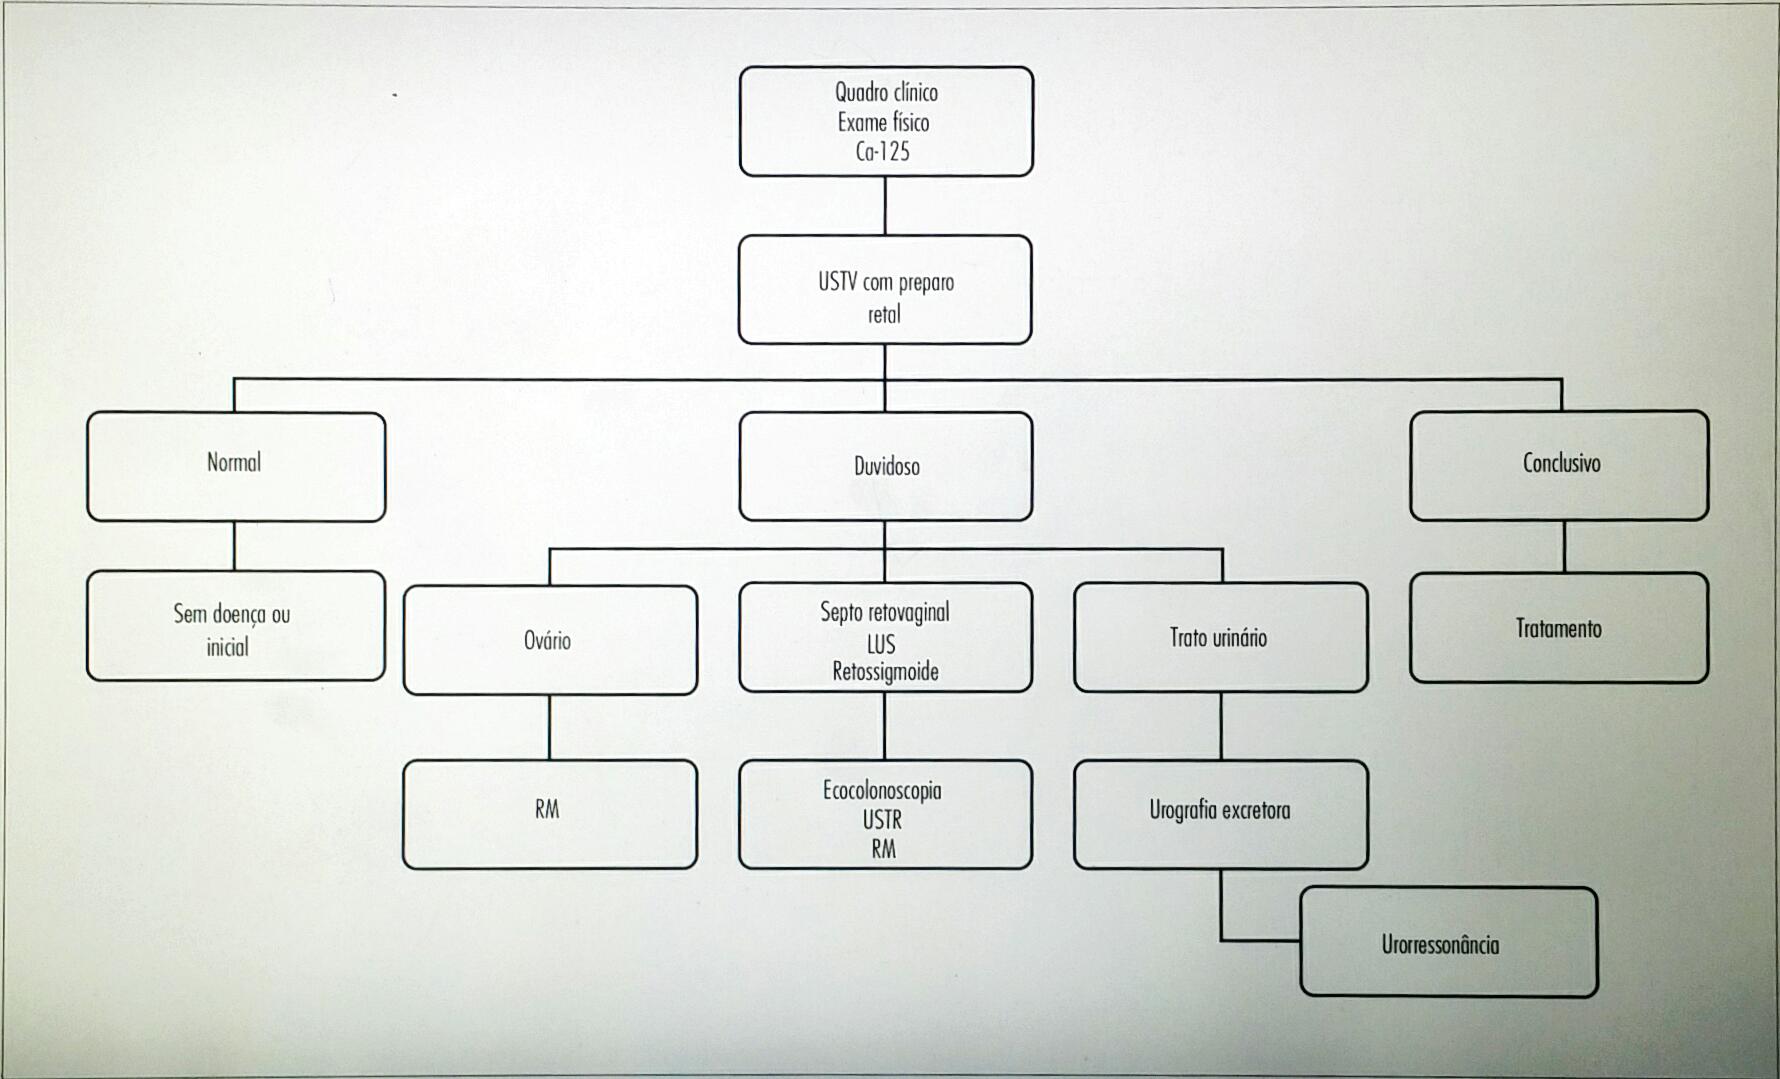 Quadro clínico
Exame físico
Ca-125
USTV com preparo
retal
Normal
Duvidoso
Conclusivo
Sem doença ou
inicial
Ovário
Septo retovaginal
LUS
Retossigmoide
Trato urinário
Tratamento
RM
Ecocolonoscopia
USTR
RM
Urografia excretora
Urorressonância